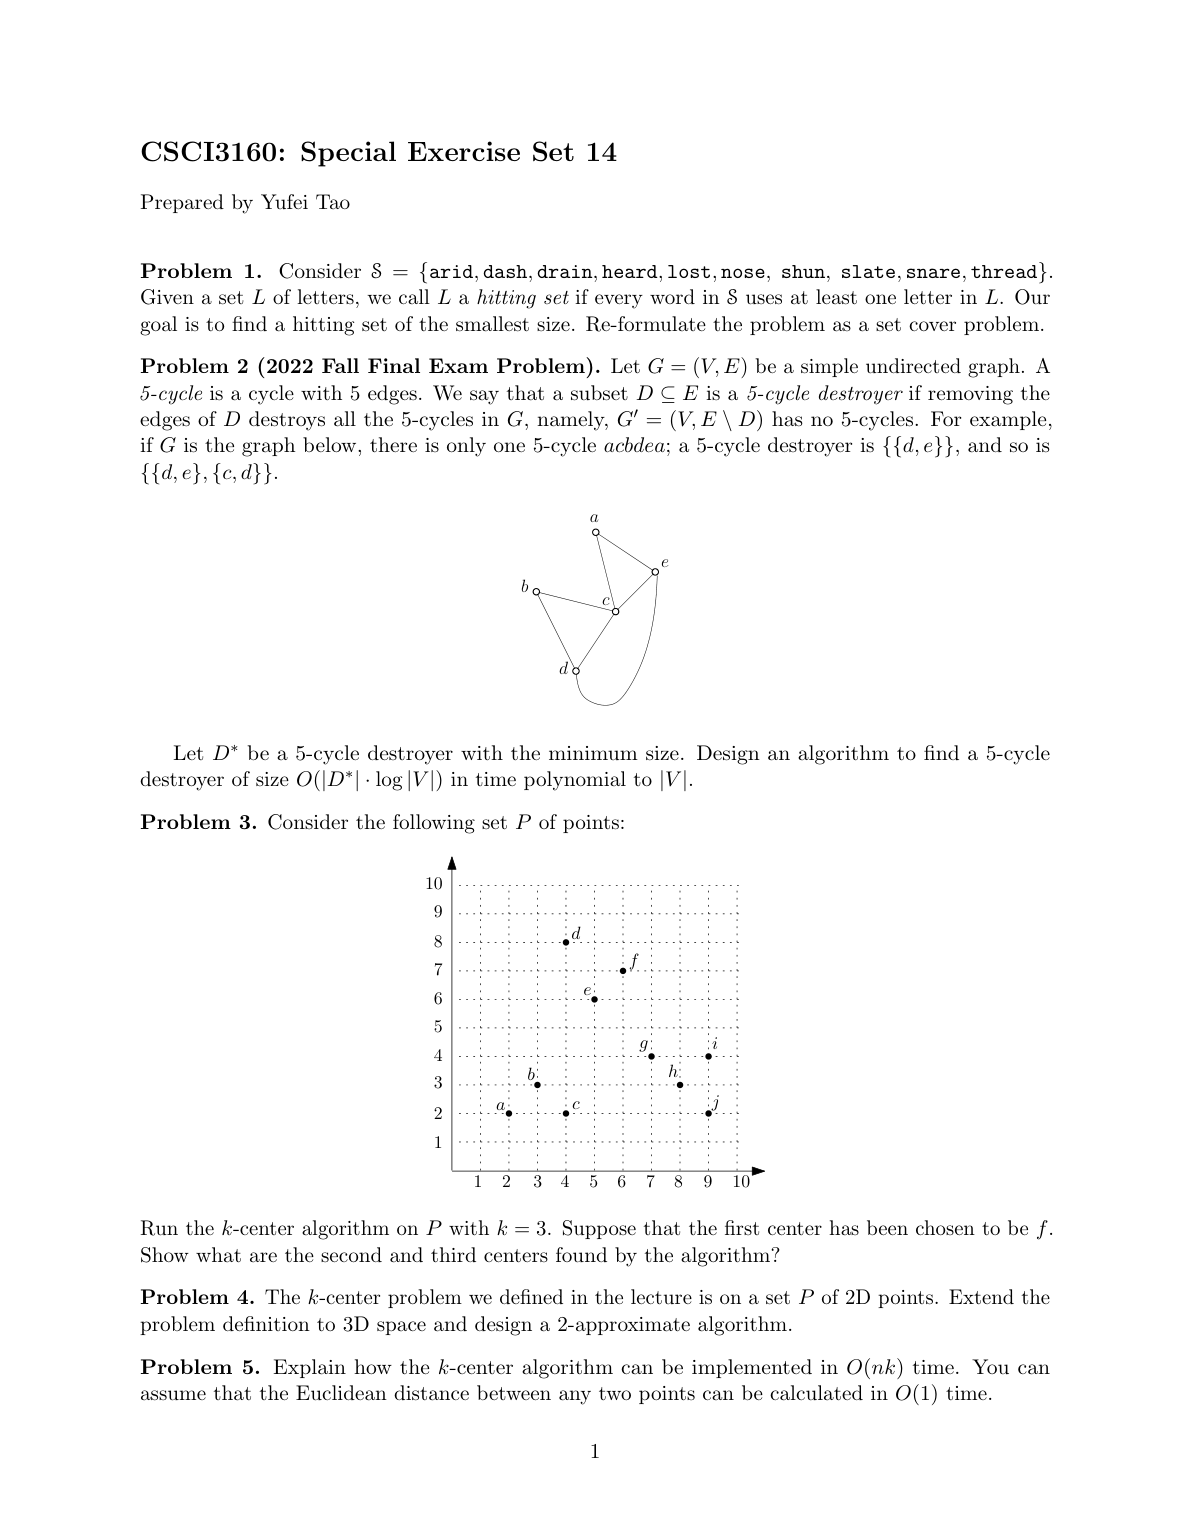 CSCI3160: Special Exercise Set 14
Prepared by Yufei Tao
Problem 1. Consider 𝒮 = {arid, dash, drain, heard, lost, nose, shun, slate, snare, thread}.
Given a set L of letters, we call L a hitting set if every word in 𝒮 uses at least one letter in L. Our
goal is to find a hitting set of the smallest size. Re-formulate the problem as a set cover problem.
Problem 2 (2022 Fall Final Exam Problem). Let G = (V, E) be a simple undirected graph. A
5-cycle is a cycle with 5 edges. We say that a subset D ⊆ E is a 5-cycle destroyer if removing the
edges of D destroys all the 5-cycles in G, namely, G′ = (V, E \ D) has no 5-cycles. For example,
if G is the graph below, there is only one 5-cycle acbdea; a 5-cycle destroyer is {{d, e}}, and so is
{{d, e}, {c, d}}.
a
e
b
c
d
Let D* be a 5-cycle destroyer with the minimum size. Design an algorithm to find a 5-cycle
destroyer of size O(|D*| · log |V|) in time polynomial to |V|.
Problem 3. Consider the following set P of points:
10
9
8 d
7 f
6 e
5
4 g i
3 b h
2 a c j
1
1 2 3 4 5 6 7 8 9 10
Run the k-center algorithm on P with k = 3. Suppose that the first center has been chosen to be f.
Show what are the second and third centers found by the algorithm?
Problem 4. The k-center problem we defined in the lecture is on a set P of 2D points. Extend the
problem definition to 3D space and design a 2-approximate algorithm.
Problem 5. Explain how the k-center algorithm can be implemented in O(nk) time. You can
assume that the Euclidean distance between any two points can be calculated in O(1) time.
1